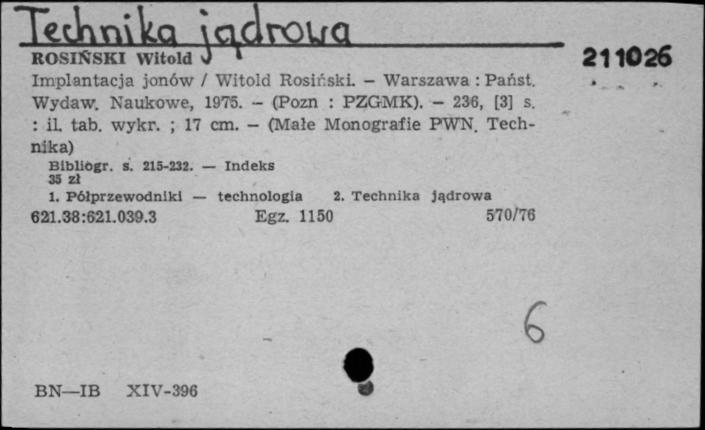 Technika jądrowa
211026
ROSIŃSKI Witold
Implantacja jonów / Witold Rosiński. – Warszawa : Państ.
Wydaw. Naukowe, 1975. – (Pozn : PZGMK). – 236, [3] s.
: il. tab. wykr. ; 17 cm. – (Małe Monografie PWN. Tech-
nika)
Bibliogr. s. 215-232. — Indeks
35 zł
1. Półprzewodniki — technologia 2. Technika jądrowa
621.38:621.039.3 Egz. 1150 570/76
6
BN—IB XIV-396